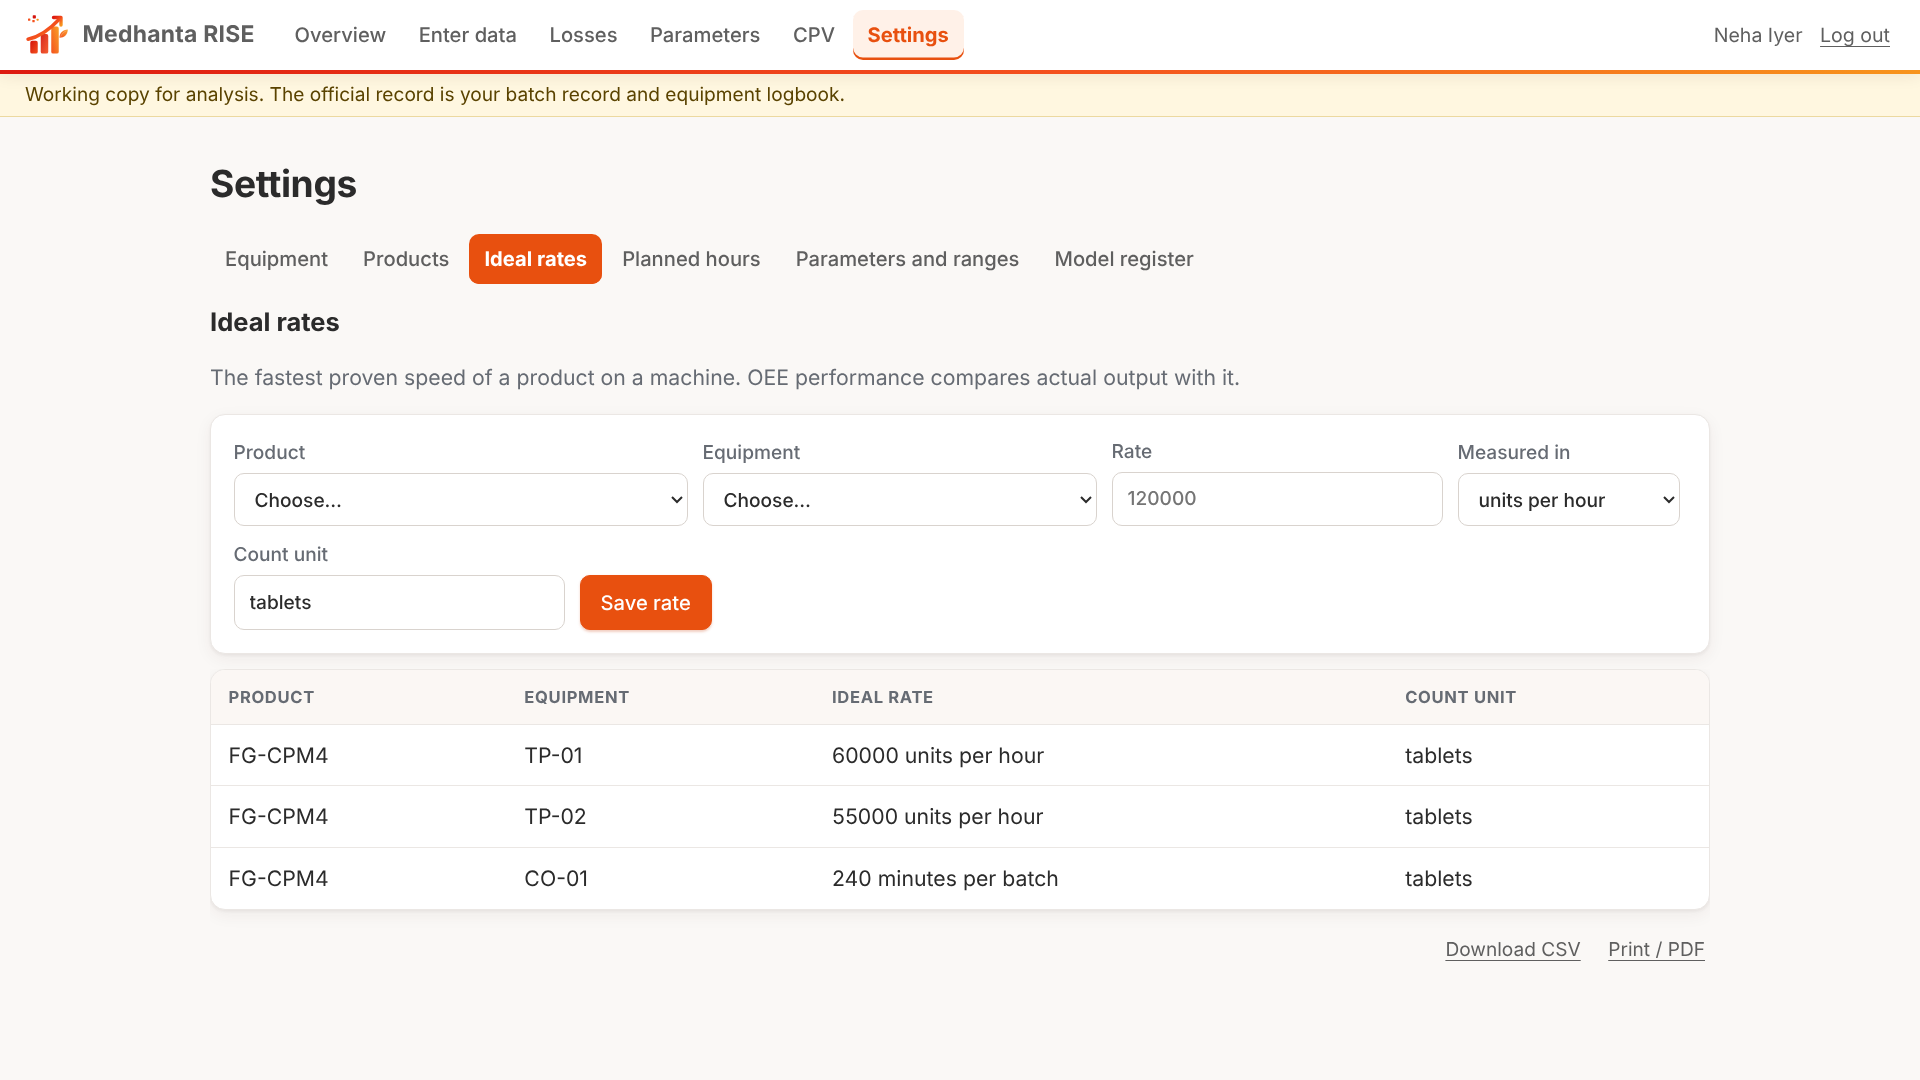 Medhanta RISE Overview Enter data Losses Parameters CPV Settings Neha Iyer Log out
Working copy for analysis. The official record is your batch record and equipment logbook.
Settings
Equipment Products Ideal rates Planned hours Parameters and ranges Model register
Ideal rates
The fastest proven speed of a product on a machine. OEE performance compares actual output with it.
Product Equipment Rate Measured in
Choose... Choose... 120000 units per hour
Count unit
tablets Save rate
PRODUCT EQUIPMENT IDEAL RATE COUNT UNIT
FG-CPM4 TP-01 60000 units per hour tablets
FG-CPM4 TP-02 55000 units per hour tablets
FG-CPM4 CO-01 240 minutes per batch tablets
Download CSV Print / PDF